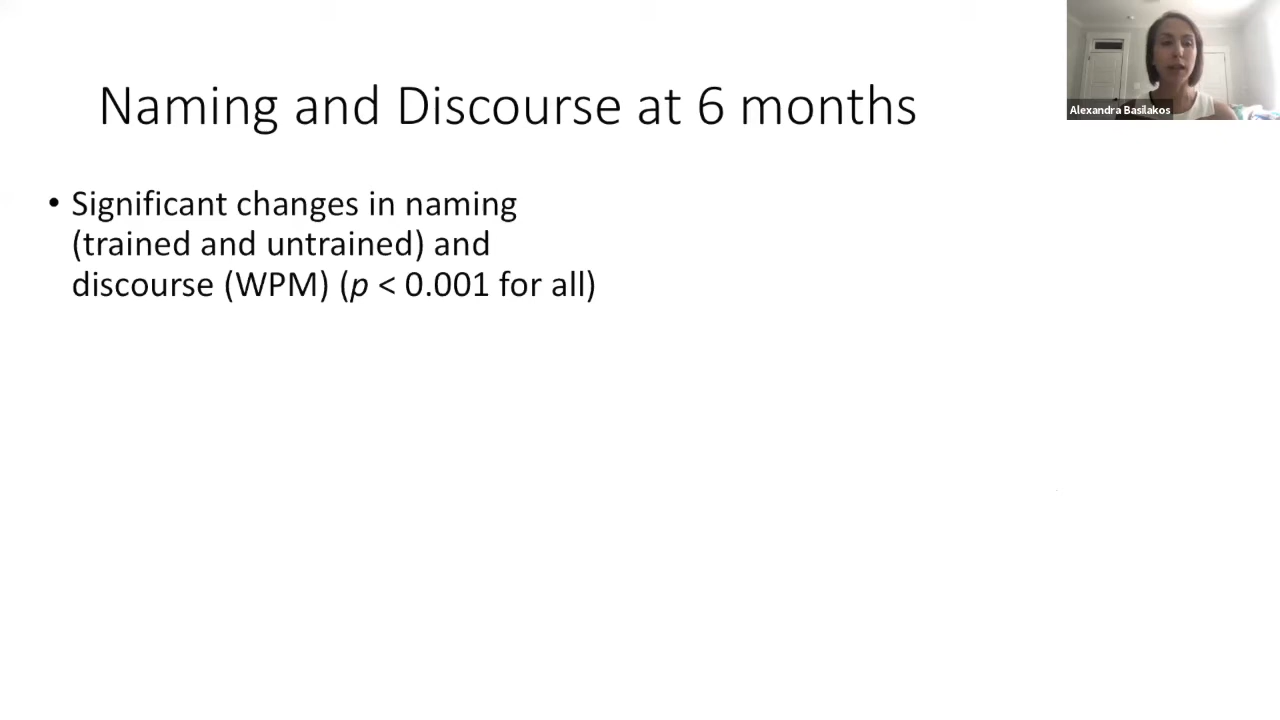 Naming and Discourse at 6 months
Alexandra Basilakos
• Significant changes in naming
(trained and untrained) and
discourse (WPM) (p < 0.001 for all)